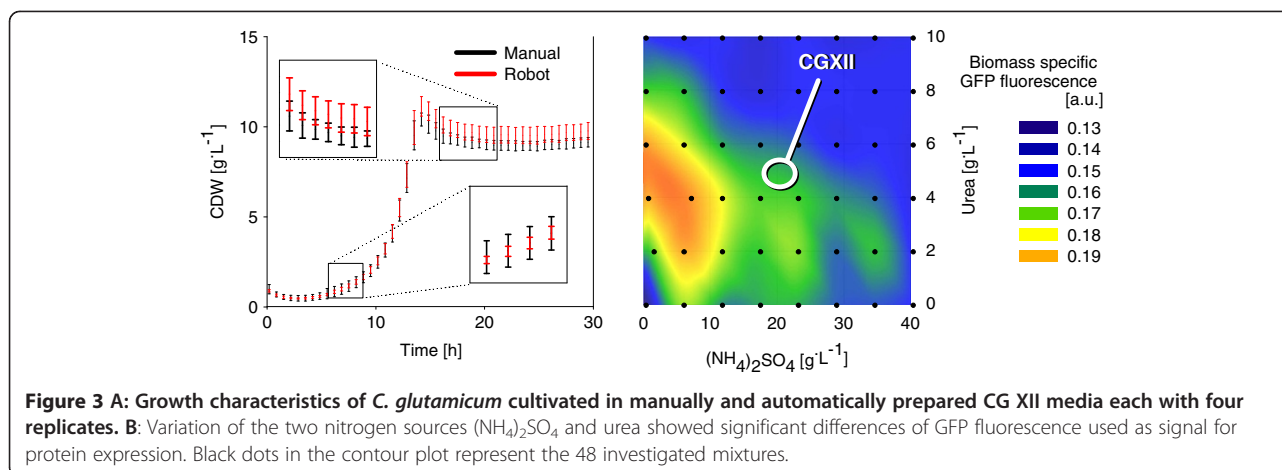 15
10
5
0
CDW [g·L-1]
0 10 20 30
Time [h]
Manual
Robot
CGXII
10
8
6
4
2
0
Urea [g·L-1]
0 10 20 30 40
(NH4)2SO4 [g·L-1]
Biomass specific
GFP fluorescence
[a.u.]
0.13
0.14
0.15
0.16
0.17
0.18
0.19
Figure 3 A: Growth characteristics of C. glutamicum cultivated in manually and automatically prepared CG XII media each with four
replicates. B: Variation of the two nitrogen sources (NH4)2SO4 and urea showed significant differences of GFP fluorescence used as signal for
protein expression. Black dots in the contour plot represent the 48 investigated mixtures.